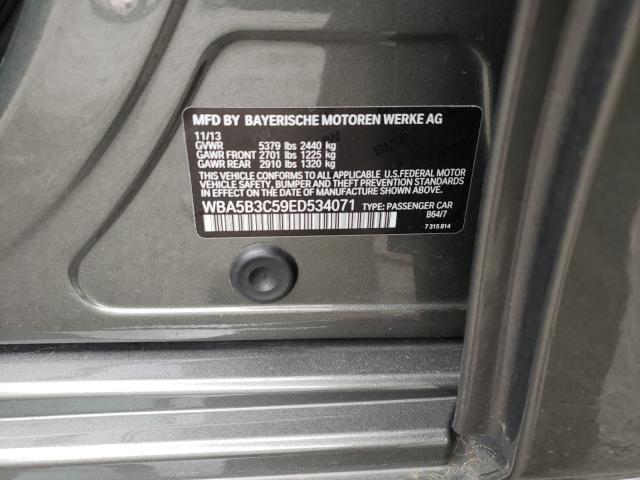 MFD BY BAYERISCHE MOTOREN WERKE AG
11/13
GVWR 5379 lbs 2440 kg
GAWR FRONT 2701 lbs 1225 kg
GAWR REAR 2910 lbs 1320 kg
THIS VEHICLE CONFORMS TO ALL APPLICABLE U.S.FEDERAL MOTOR
VEHICLE SAFETY, BUMPER, AND THEFT PREVENTION STANDARDS
IN EFFECT ON THE DATE OF MANUFACTURE SHOWN ABOVE.
WBA5B3C59ED534071 TYPE: PASSENGER CAR
B64/7
7 315 914